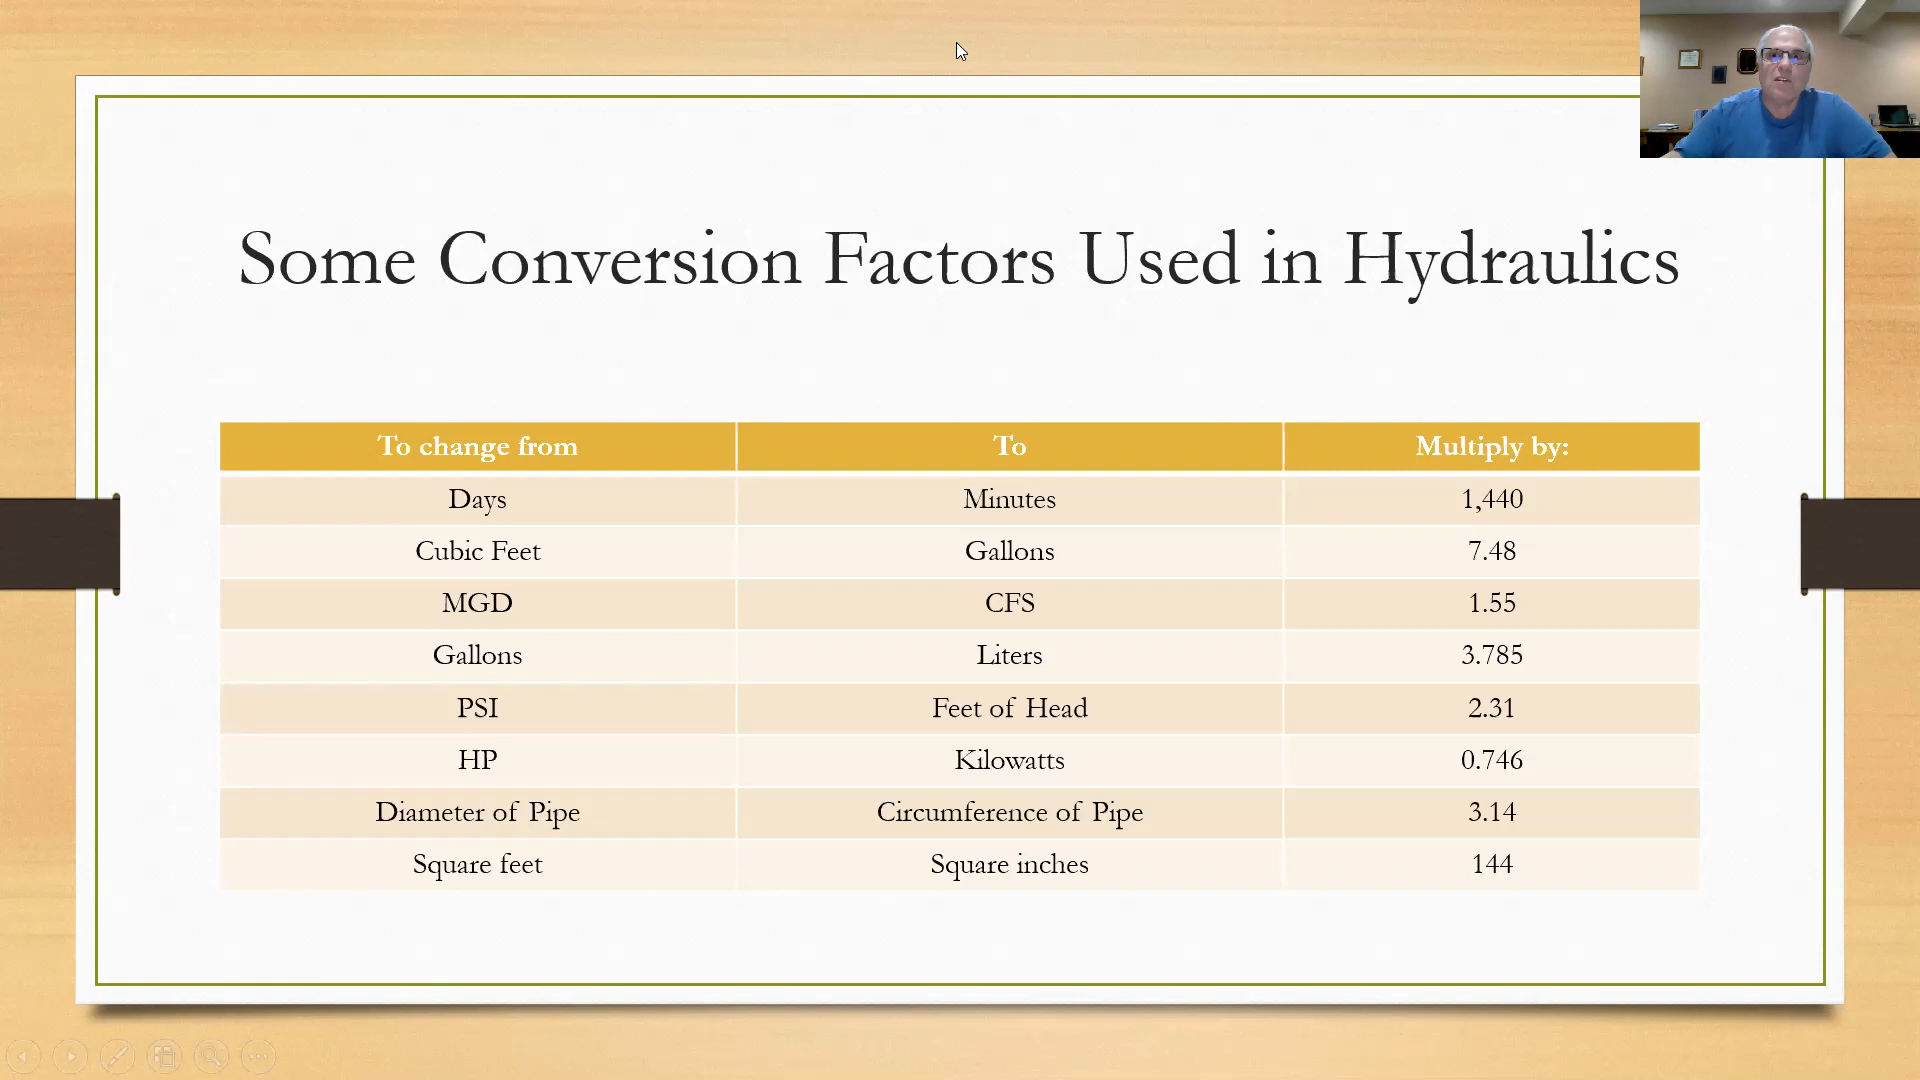 Some Conversion Factors Used in Hydraulics
To change from To Multiply by:
Days Minutes 1,440
Cubic Feet Gallons 7.48
MGD CFS 1.55
Gallons Liters 3.785
PSI Feet of Head 2.31
HP Kilowatts 0.746
Diameter of Pipe Circumference of Pipe 3.14
Square feet Square inches 144